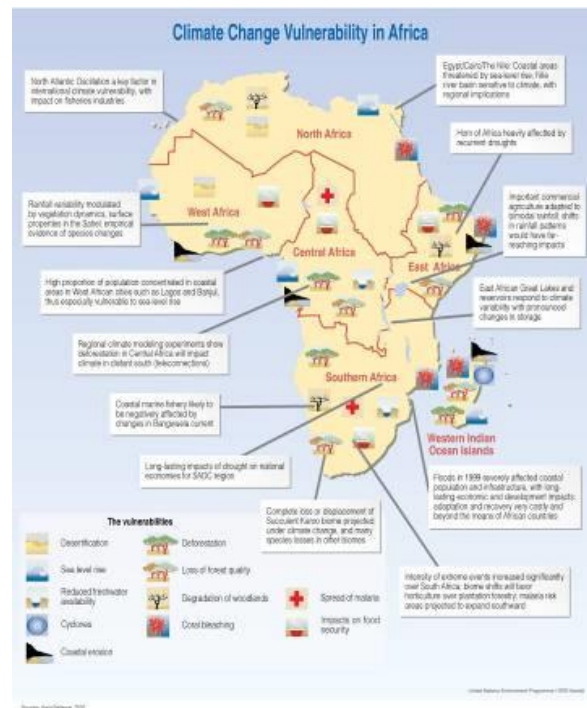 Climate Change Vulnerability in Africa
North Atlantic Oscillation a key factor in
international climate vulnerability, with
impact on fisheries industries
Egypt/Cairo/The Nile: Coastal areas
threatened by sea-level rise; Nile
river basin sensitive to climate, with
regional implications
North Africa
Horn of Africa heavily affected by
recurrent droughts
Rainfall variability modulated
by vegetation dynamics, surface
properties in the Sahel; empirical
evidence of species changes
West Africa
Important commercial
agriculture adapted to
bimodal rainfall; shifts
in rainfall patterns
would have far-
reaching impacts
Central Africa
East Africa
High proportion of population concentrated in coastal
areas in West African cities such as Lagos and Banjul,
thus especially vulnerable to sea-level rise
East African Great Lakes and
reservoirs respond to climate
variability with pronounced
changes in storage
Regional climate modeling experiments show
deforestation in Central Africa will impact
climate in distant south (teleconnections)
Southern Africa
Coastal marine fishery likely to
be negatively affected by
changes in Benguela current
Western Indian
Ocean Islands
Long-lasting impacts of drought on national
economies for SADC region
Floods in 1999 severely affected coastal
population and infrastructure, with long-
lasting economic and development impacts;
adaptation and recovery very costly and
beyond the means of African countries
Complete loss or displacement of
Succulent Karoo biome projected
under climate change, and many
species losses in other biomes
Intensity of extreme events increased significantly
over South Africa; biome shifts will favor
horticulture over plantation forestry; malaria risk
areas projected to expand southward
The vulnerabilities
Desertification
Deforestation
Sea level rise
Loss of forest quality
Reduced freshwater
availability
Degradation of woodlands
Spread of malaria
Cyclones
Coral bleaching
Impacts on food
security
Coastal erosion